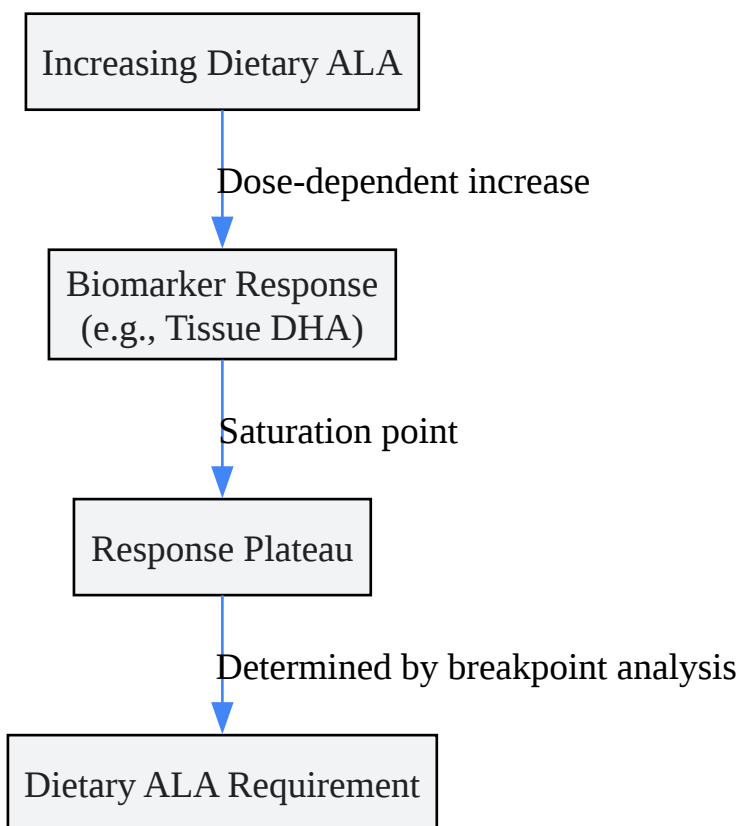 Increasing Dietary ALA
Dose-dependent increase
Biomarker Response
(e.g., Tissue DHA)
Saturation point
Response Plateau
Determined by breakpoint analysis
Dietary ALA Requirement